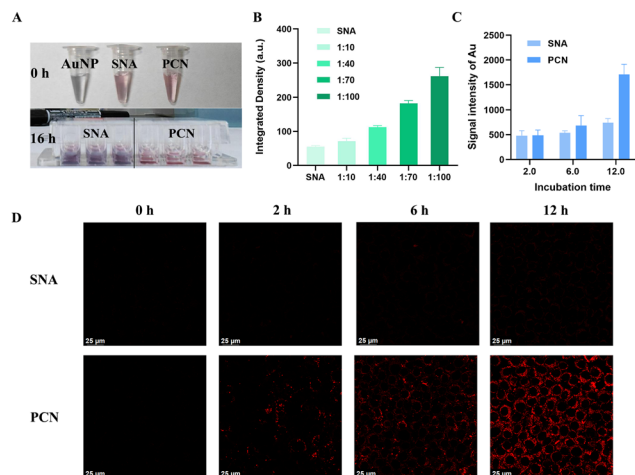 A
AuNP SNA PCN
0 h
16 h
SNA PCN
B
Integrated Density (a.u.)
400
300
200
100
0
SNA
1:10
1:40
1:70
1:100
SNA 1:10 1:40 1:70 1:100
C
Signal intensity of Au
2500
2000
1500
1000
500
0
SNA
PCN
2.0 6.0 12.0
Incubation time
D
0 h 2 h 6 h 12 h
SNA
25 µm 25 µm 25 µm 25 µm
PCN
25 µm 25 µm 25 µm 25 µm